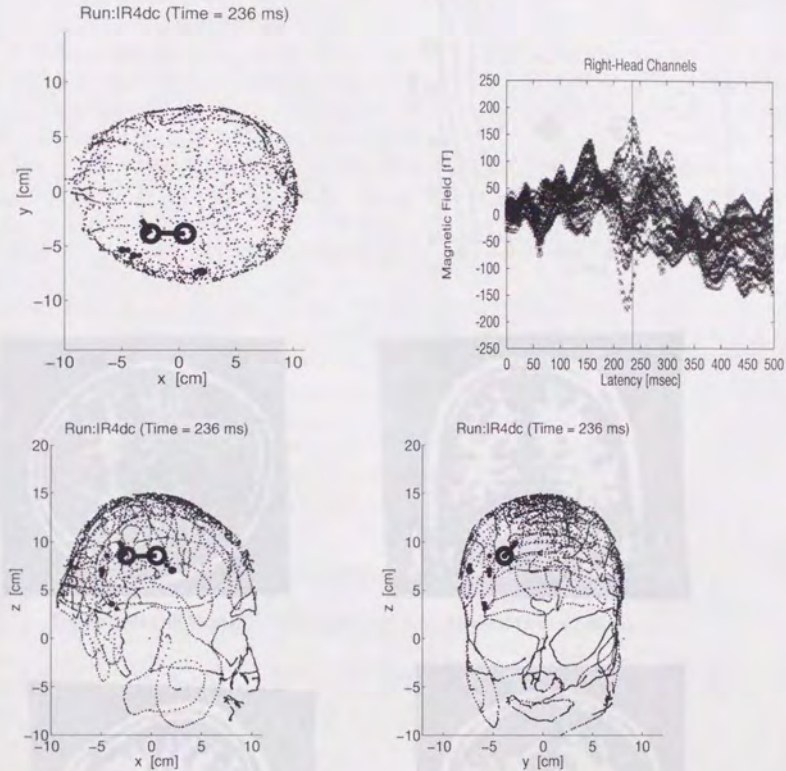 Run:IR4dc (Time = 236 ms)
10
5
0
−5
−10
y [cm]
−10 −5 0 5 10
x [cm]
Right-Head Channels
250
200
150
100
50
0
-50
-100
-150
-200
-250
Magnetic Field [fT]
0 50 100 150 200 250 300 350 400 450 500
Latency [msec]
Run:IR4dc (Time = 236 ms)
20
15
10
5
0
−5
−10
z [cm]
−10 −5 0 5 10
x [cm]
Run:IR4dc (Time = 236 ms)
20
15
10
5
0
−5
−10
z [cm]
−10 −5 0 5 10
y [cm]